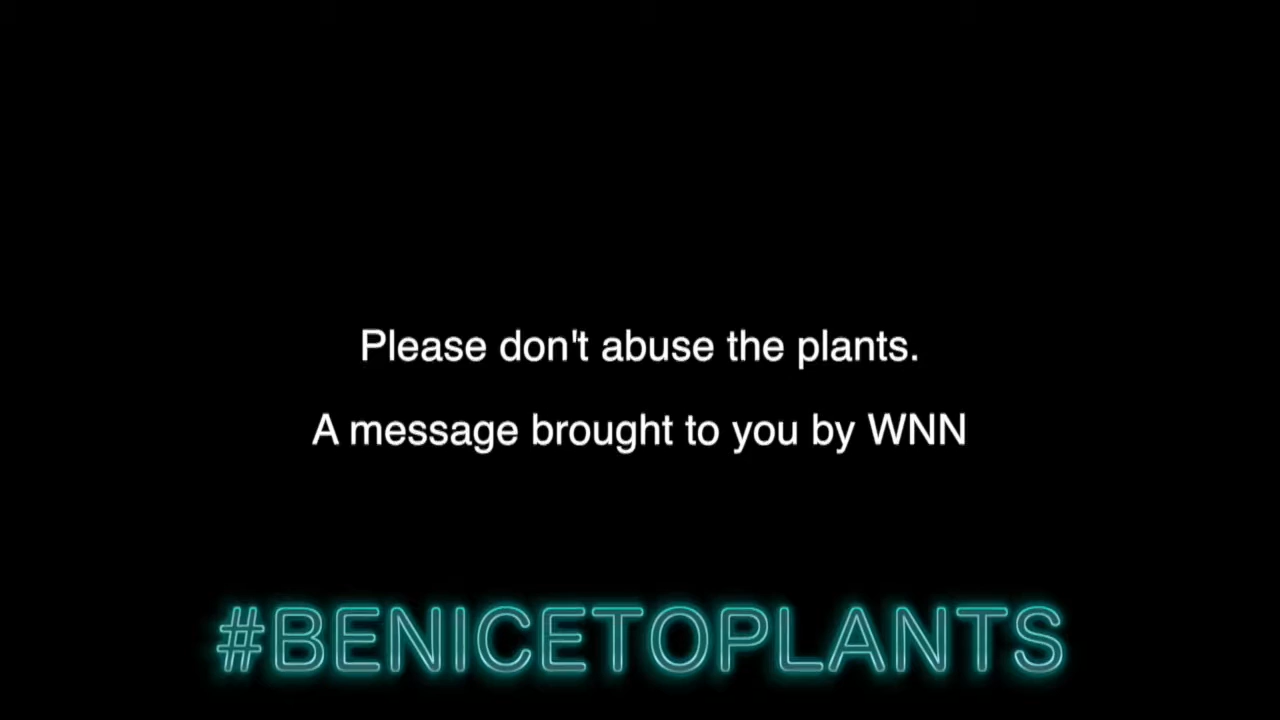 Please don't abuse the plants.
A message brought to you by WNN
#BENICETOPLANTS